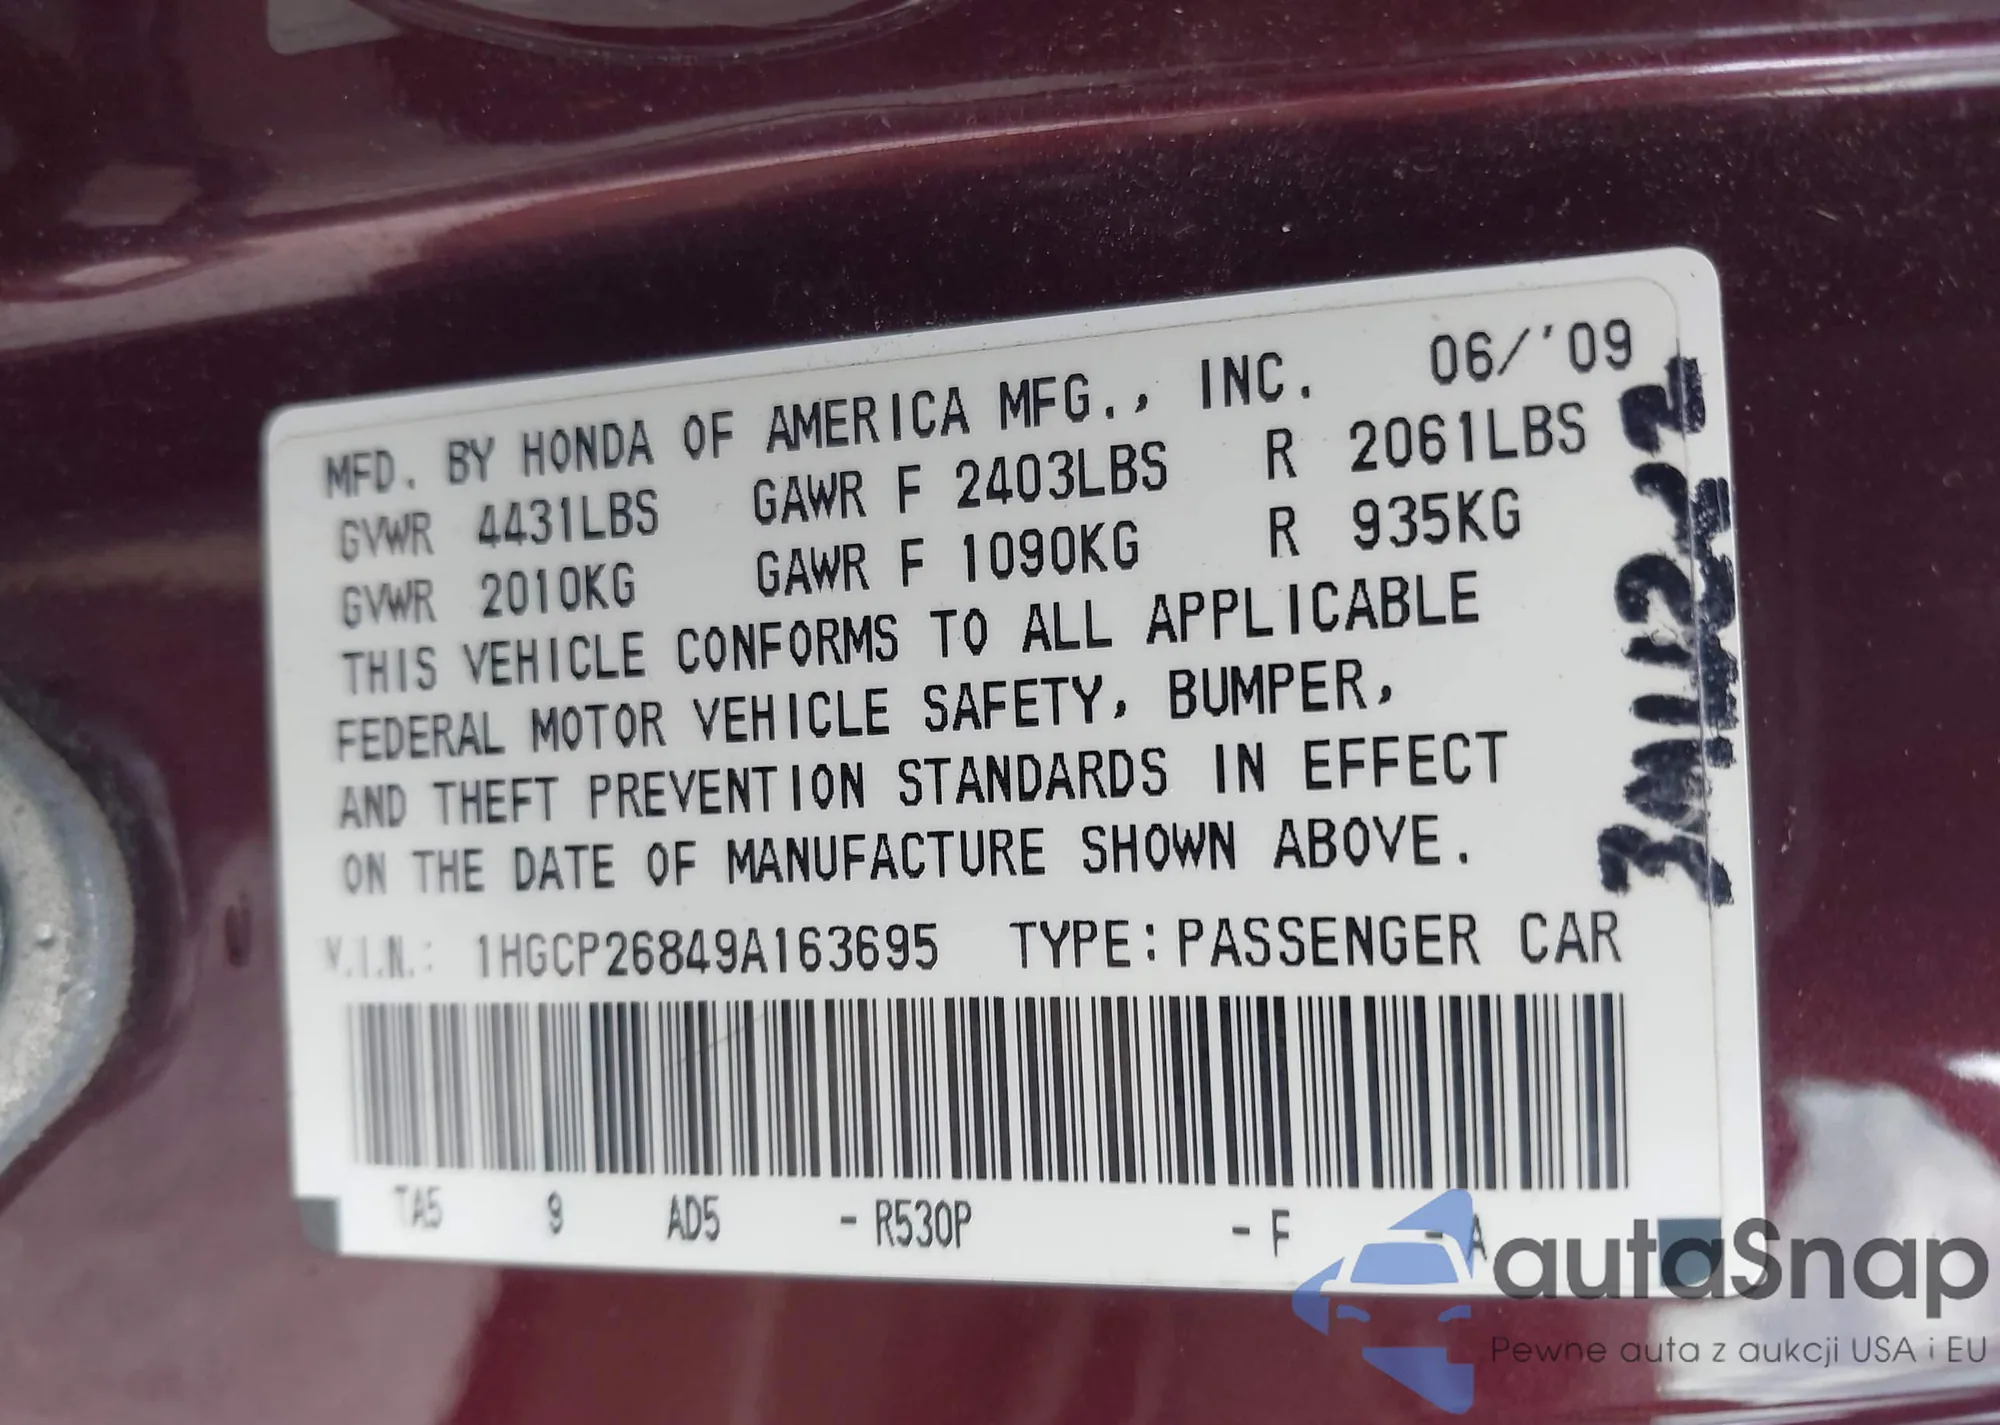 MFD. BY HONDA OF AMERICA MFG., INC. 06/'09
GVWR 4431LBS GAWR F 2403LBS R 2061LBS
GVWR 2010KG GAWR F 1090KG R 935KG
THIS VEHICLE CONFORMS TO ALL APPLICABLE
FEDERAL MOTOR VEHICLE SAFETY, BUMPER,
AND THEFT PREVENTION STANDARDS IN EFFECT
ON THE DATE OF MANUFACTURE SHOWN ABOVE.
V.I.N.: 1HGCP26849A163695 TYPE: PASSENGER CAR
TA5 9 AD5 - R530P - F - A
autaSnap
Pewne auta z aukcji USA i EU